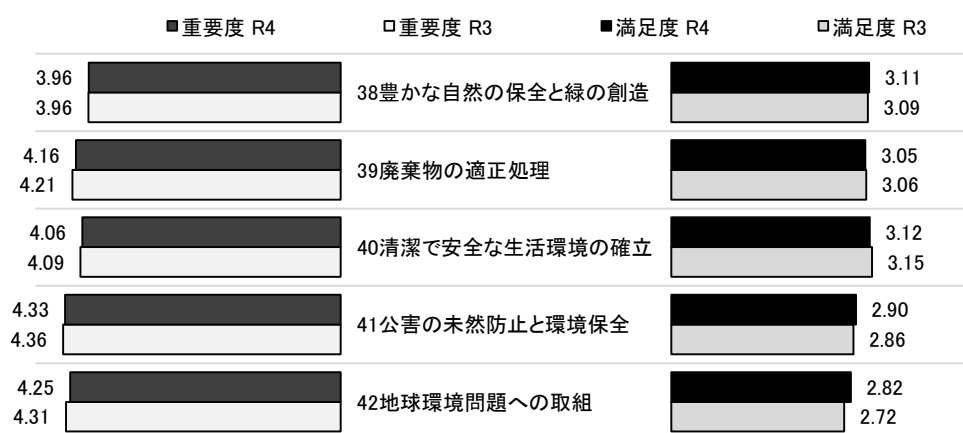 ■重要度 R4 □重要度 R3 ■満足度 R4 □満足度 R3
3.96 3.11
38豊かな自然の保全と緑の創造
3.96 3.09
4.16 3.05
39廃棄物の適正処理
4.21 3.06
4.06 3.12
40清潔で安全な生活環境の確立
4.09 3.15
4.33 2.90
41公害の未然防止と環境保全
4.36 2.86
4.25 2.82
42地球環境問題への取組
4.31 2.72